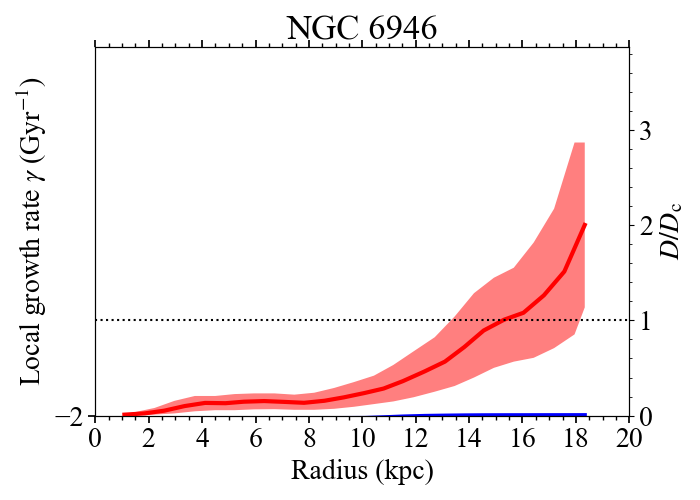 NGC 6946
Local growth rate γ (Gyr⁻¹)
−2
0 2 4 6 8 10 12 14 16 18 20
Radius (kpc)
3
2
1
0
D/D_c